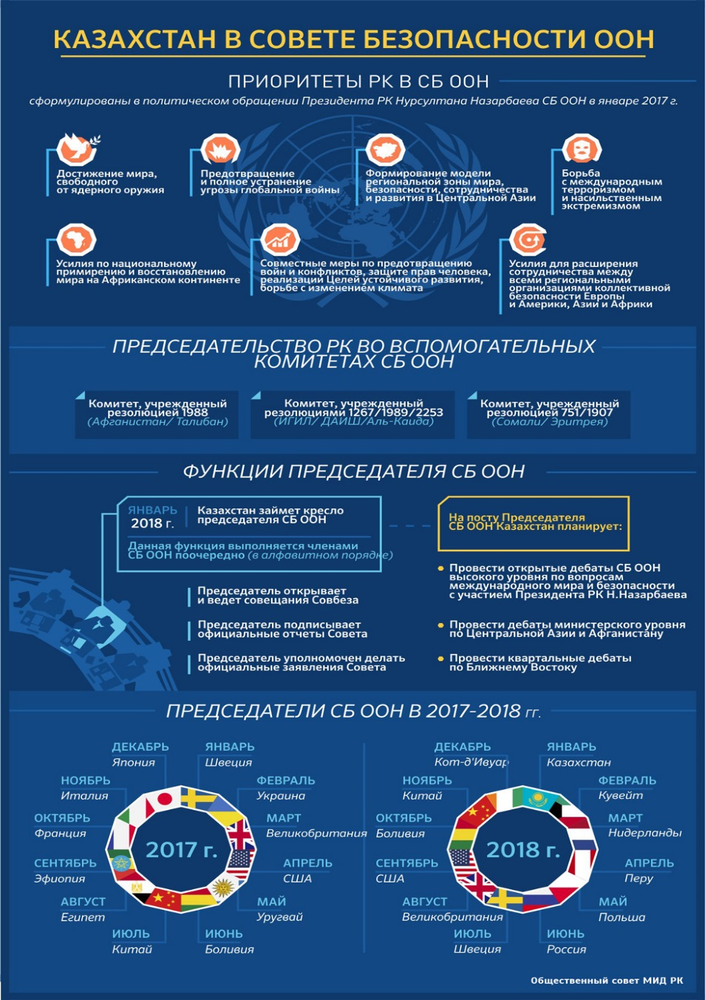 КАЗАХСТАН В СОВЕТЕ БЕЗОПАСНОСТИ ООН
ПРИОРИТЕТЫ РК В СБ ООН
сформулированы в политическом обращении Президента РК Нурсултана Назарбаева СБ ООН в январе 2017 г.
Достижение мира,
свободного
от ядерного оружия
Предотвращение
и полное устранение
угрозы глобальной войны
Формирование модели
региональной зоны мира,
безопасности, сотрудничества
и развития в Центральной Азии
Борьба
с международным
терроризмом
и насильственным
экстремизмом
Усилия по национальному
примирению и восстановлению
мира на Африканском континенте
Совместные меры по предотвращению
войн и конфликтов, защите прав человека,
реализации Целей устойчивого развития,
борьбе с изменением климата
Усилия для расширения
сотрудничества между
всеми региональными
организациями коллективной
безопасности Европы
и Америки, Азии и Африки
ПРЕДСЕДАТЕЛЬСТВО РК ВО ВСПОМОГАТЕЛЬНЫХ
КОМИТЕТАХ СБ ООН
Комитет, учрежденный
резолюцией 1988
(Афганистан/ Талибан)
Комитет, учрежденный
резолюциями 1267/1989/2253
(ИГИЛ/ ДАИШ/Аль-Каида)
Комитет, учрежденный
резолюцией 751/1907
(Сомали/ Эритрея)
ФУНКЦИИ ПРЕДСЕДАТЕЛЯ СБ ООН
ЯНВАРЬ
2018 г.
Казахстан займет кресло
председателя СБ ООН
Данная функция выполняется членами
СБ ООН поочередно (в алфавитном порядке)
Председатель открывает
и ведет совещания Совбеза
Председатель подписывает
официальные отчеты Совета
Председатель уполномочен делать
официальные заявления Совета
На посту Председателя
СБ ООН Казахстан планирует:
Провести открытые дебаты СБ ООН
высокого уровня по вопросам
международного мира и безопасности
с участием Президента РК Н.Назарбаева
Провести дебаты министерского уровня
по Центральной Азии и Афганистану
Провести квартальные дебаты
по Ближнему Востоку
ПРЕДСЕДАТЕЛИ СБ ООН В 2017-2018 гг.
2017 г.
ЯНВАРЬ
Швеция
ФЕВРАЛЬ
Украина
МАРТ
Великобритания
АПРЕЛЬ
США
МАЙ
Уругвай
ИЮНЬ
Боливия
ИЮЛЬ
Китай
АВГУСТ
Египет
СЕНТЯБРЬ
Эфиопия
ОКТЯБРЬ
Франция
НОЯБРЬ
Италия
ДЕКАБРЬ
Япония
2018 г.
ЯНВАРЬ
Казахстан
ФЕВРАЛЬ
Кувейт
МАРТ
Нидерланды
АПРЕЛЬ
Перу
МАЙ
Польша
ИЮНЬ
Россия
ИЮЛЬ
Швеция
АВГУСТ
Великобритания
СЕНТЯБРЬ
США
ОКТЯБРЬ
Боливия
НОЯБРЬ
Китай
ДЕКАБРЬ
Кот-д'Ивуар
Общественный совет МИД РК